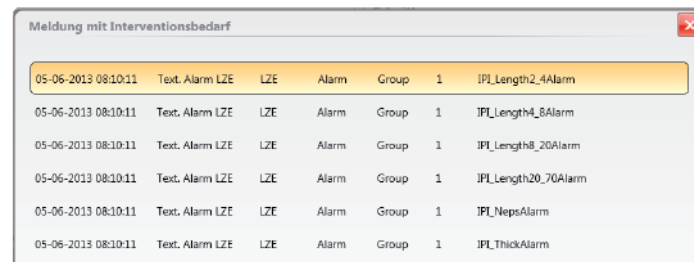 Meldung mit Interventionsbedarf
05-06-2013 08:10:11 Text. Alarm LZE LZE Alarm Group 1 IPI_Length2_4Alarm
05-06-2013 08:10:11 Text. Alarm LZE LZE Alarm Group 1 IPI_Length4_8Alarm
05-06-2013 08:10:11 Text. Alarm LZE LZE Alarm Group 1 IPI_Length8_20Alarm
05-06-2013 08:10:11 Text. Alarm LZE LZE Alarm Group 1 IPI_Length20_70Alarm
05-06-2013 08:10:11 Text. Alarm LZE LZE Alarm Group 1 IPI_NepsAlarm
05-06-2013 08:10:11 Text. Alarm LZE LZE Alarm Group 1 IPI_ThickAlarm